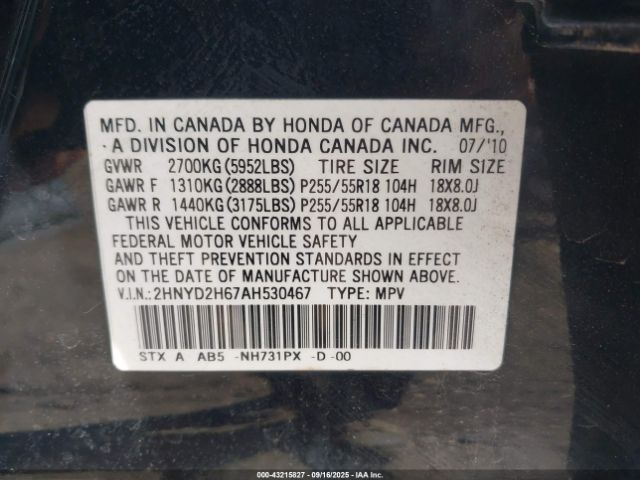 MFD. IN CANADA BY HONDA OF CANADA MFG.,
A DIVISION OF HONDA CANADA INC. 07/'10
GVWR 2700KG(5952LBS) TIRE SIZE RIM SIZE
GAWR F 1310KG(2888LBS) P255/55R18 104H 18X8.0J
GAWR R 1440KG(3175LBS) P255/55R18 104H 18X8.0J
THIS VEHICLE CONFORMS TO ALL APPLICABLE
FEDERAL MOTOR VEHICLE SAFETY
AND THEFT PREVENTION STANDARDS IN EFFECT
ON THE DATE OF MANUFACTURE SHOWN ABOVE.
V.I.N.:2HNYD2H67AH530467 TYPE: MPV
STX A AB5 -NH731PX -D -00
000-43215827 - 09/16/2025 - IAA Inc.